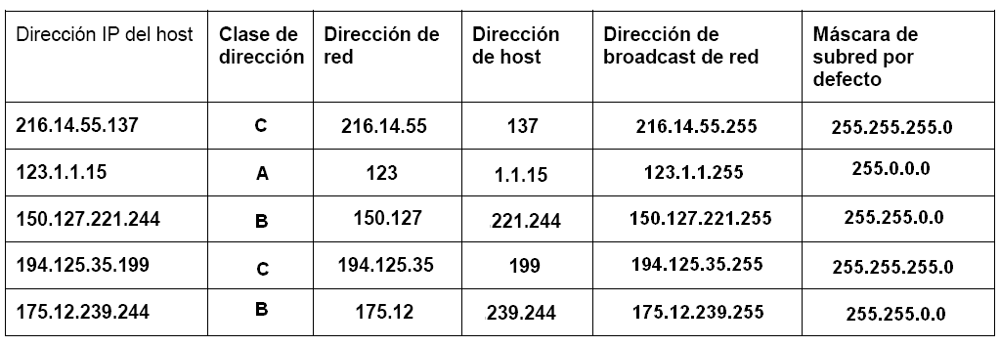 Dirección IP del host
Clase de
dirección
Dirección de
red
Dirección
de host
Dirección de
broadcast de red
Máscara de
subred por
defecto
216.14.55.137
C
216.14.55
137
216.14.55.255
255.255.255.0
123.1.1.15
A
123
1.1.15
123.1.1.255
255.0.0.0
150.127.221.244
B
150.127
221.244
150.127.221.255
255.255.0.0
194.125.35.199
C
194.125.35
199
194.125.35.255
255.255.255.0
175.12.239.244
B
175.12
239.244
175.12.239.255
255.255.0.0